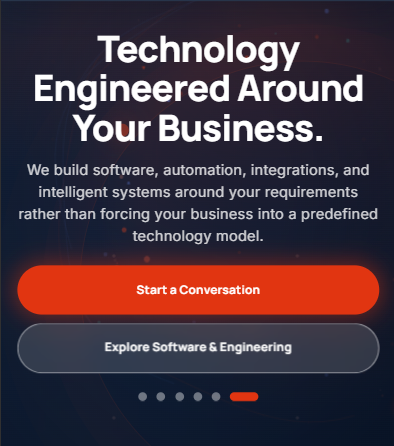 Technology
Engineered Around
Your Business.
We build software, automation, integrations, and
intelligent systems around your requirements
rather than forcing your business into a predefined
technology model.
Start a Conversation
Explore Software & Engineering